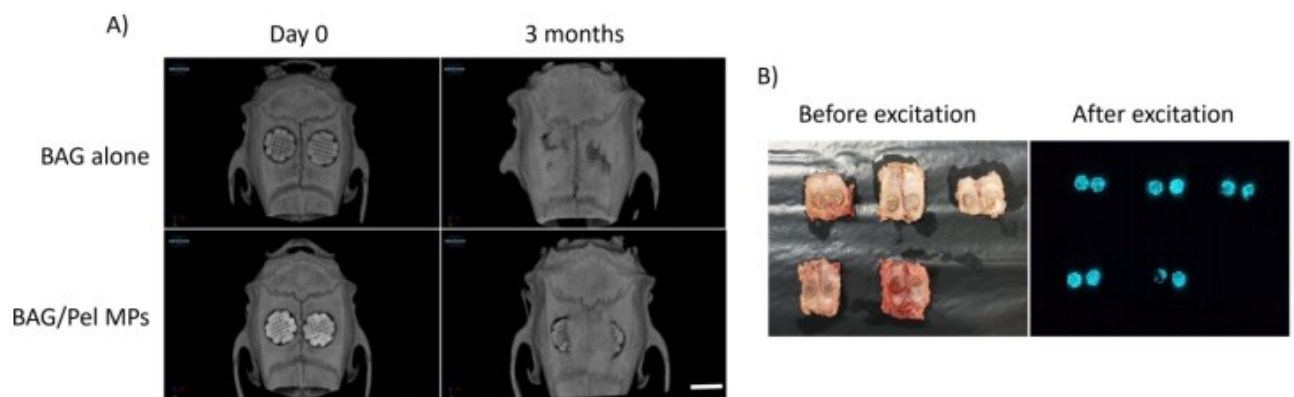 A)
Day 0
3 months
BAG alone
BAG/Pel MPs
B)
Before excitation
After excitation